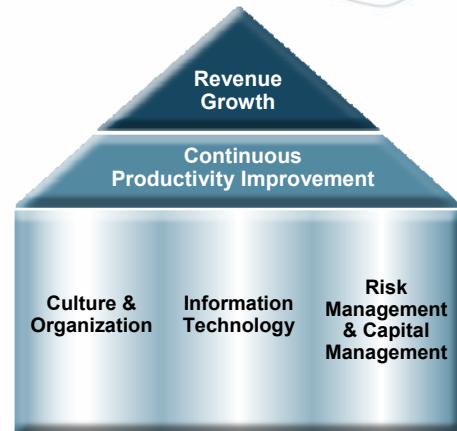 Revenue
Growth
Continuous
Productivity Improvement
Culture &
Organization
Information
Technology
Risk
Management
& Capital
Management